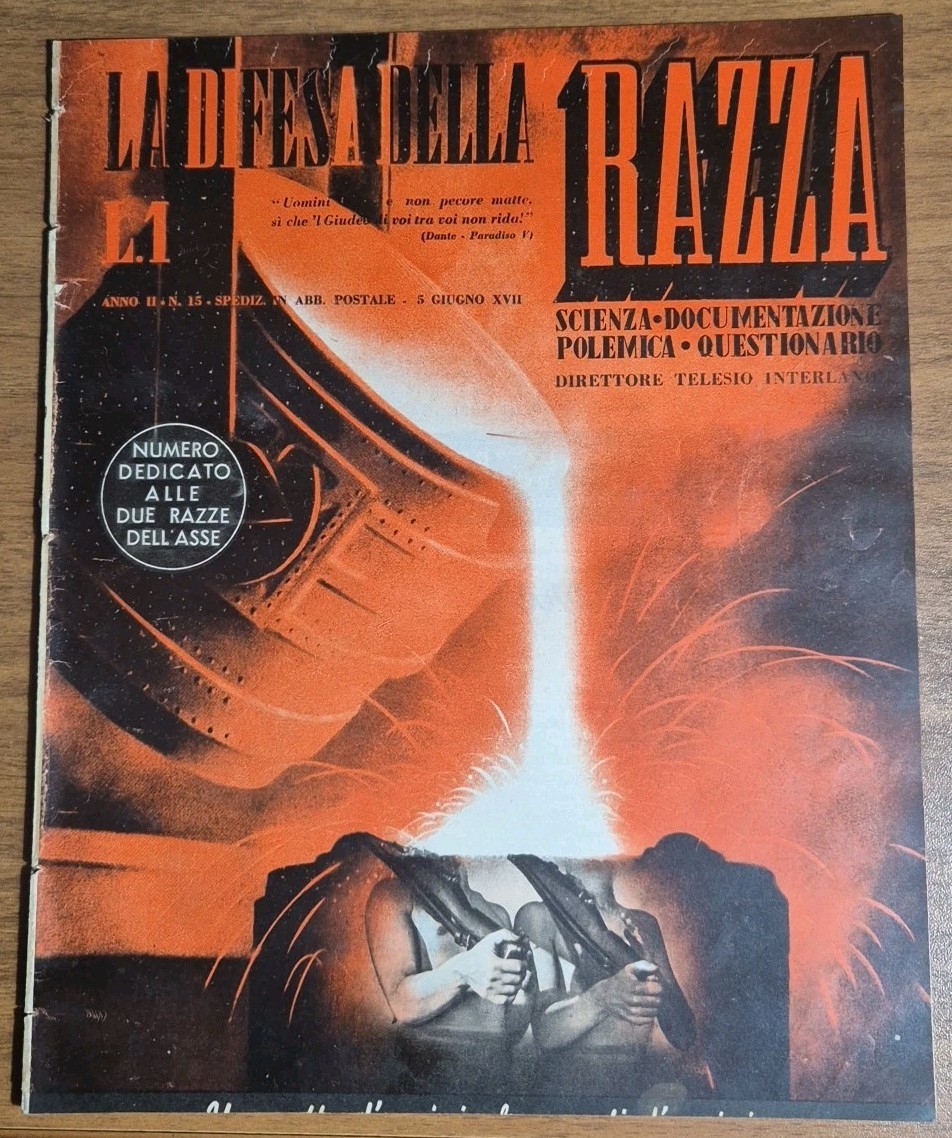 LA DIFESA DELLA
RAZZA
"Uomini e non pecore matte,
sì che 'l Giudeo di voi tra voi non rida!"
(Dante - Paradiso V)
L.1
ANNO II - N. 15 - SPEDIZ. IN ABB. POSTALE - 5 GIUGNO XVII
SCIENZA•DOCUMENTAZIONE
POLEMICA•QUESTIONARIO
DIRETTORE TELESIO
NUMERO
DEDICATO
ALLE
DUE RAZZE
DELL'ASSE